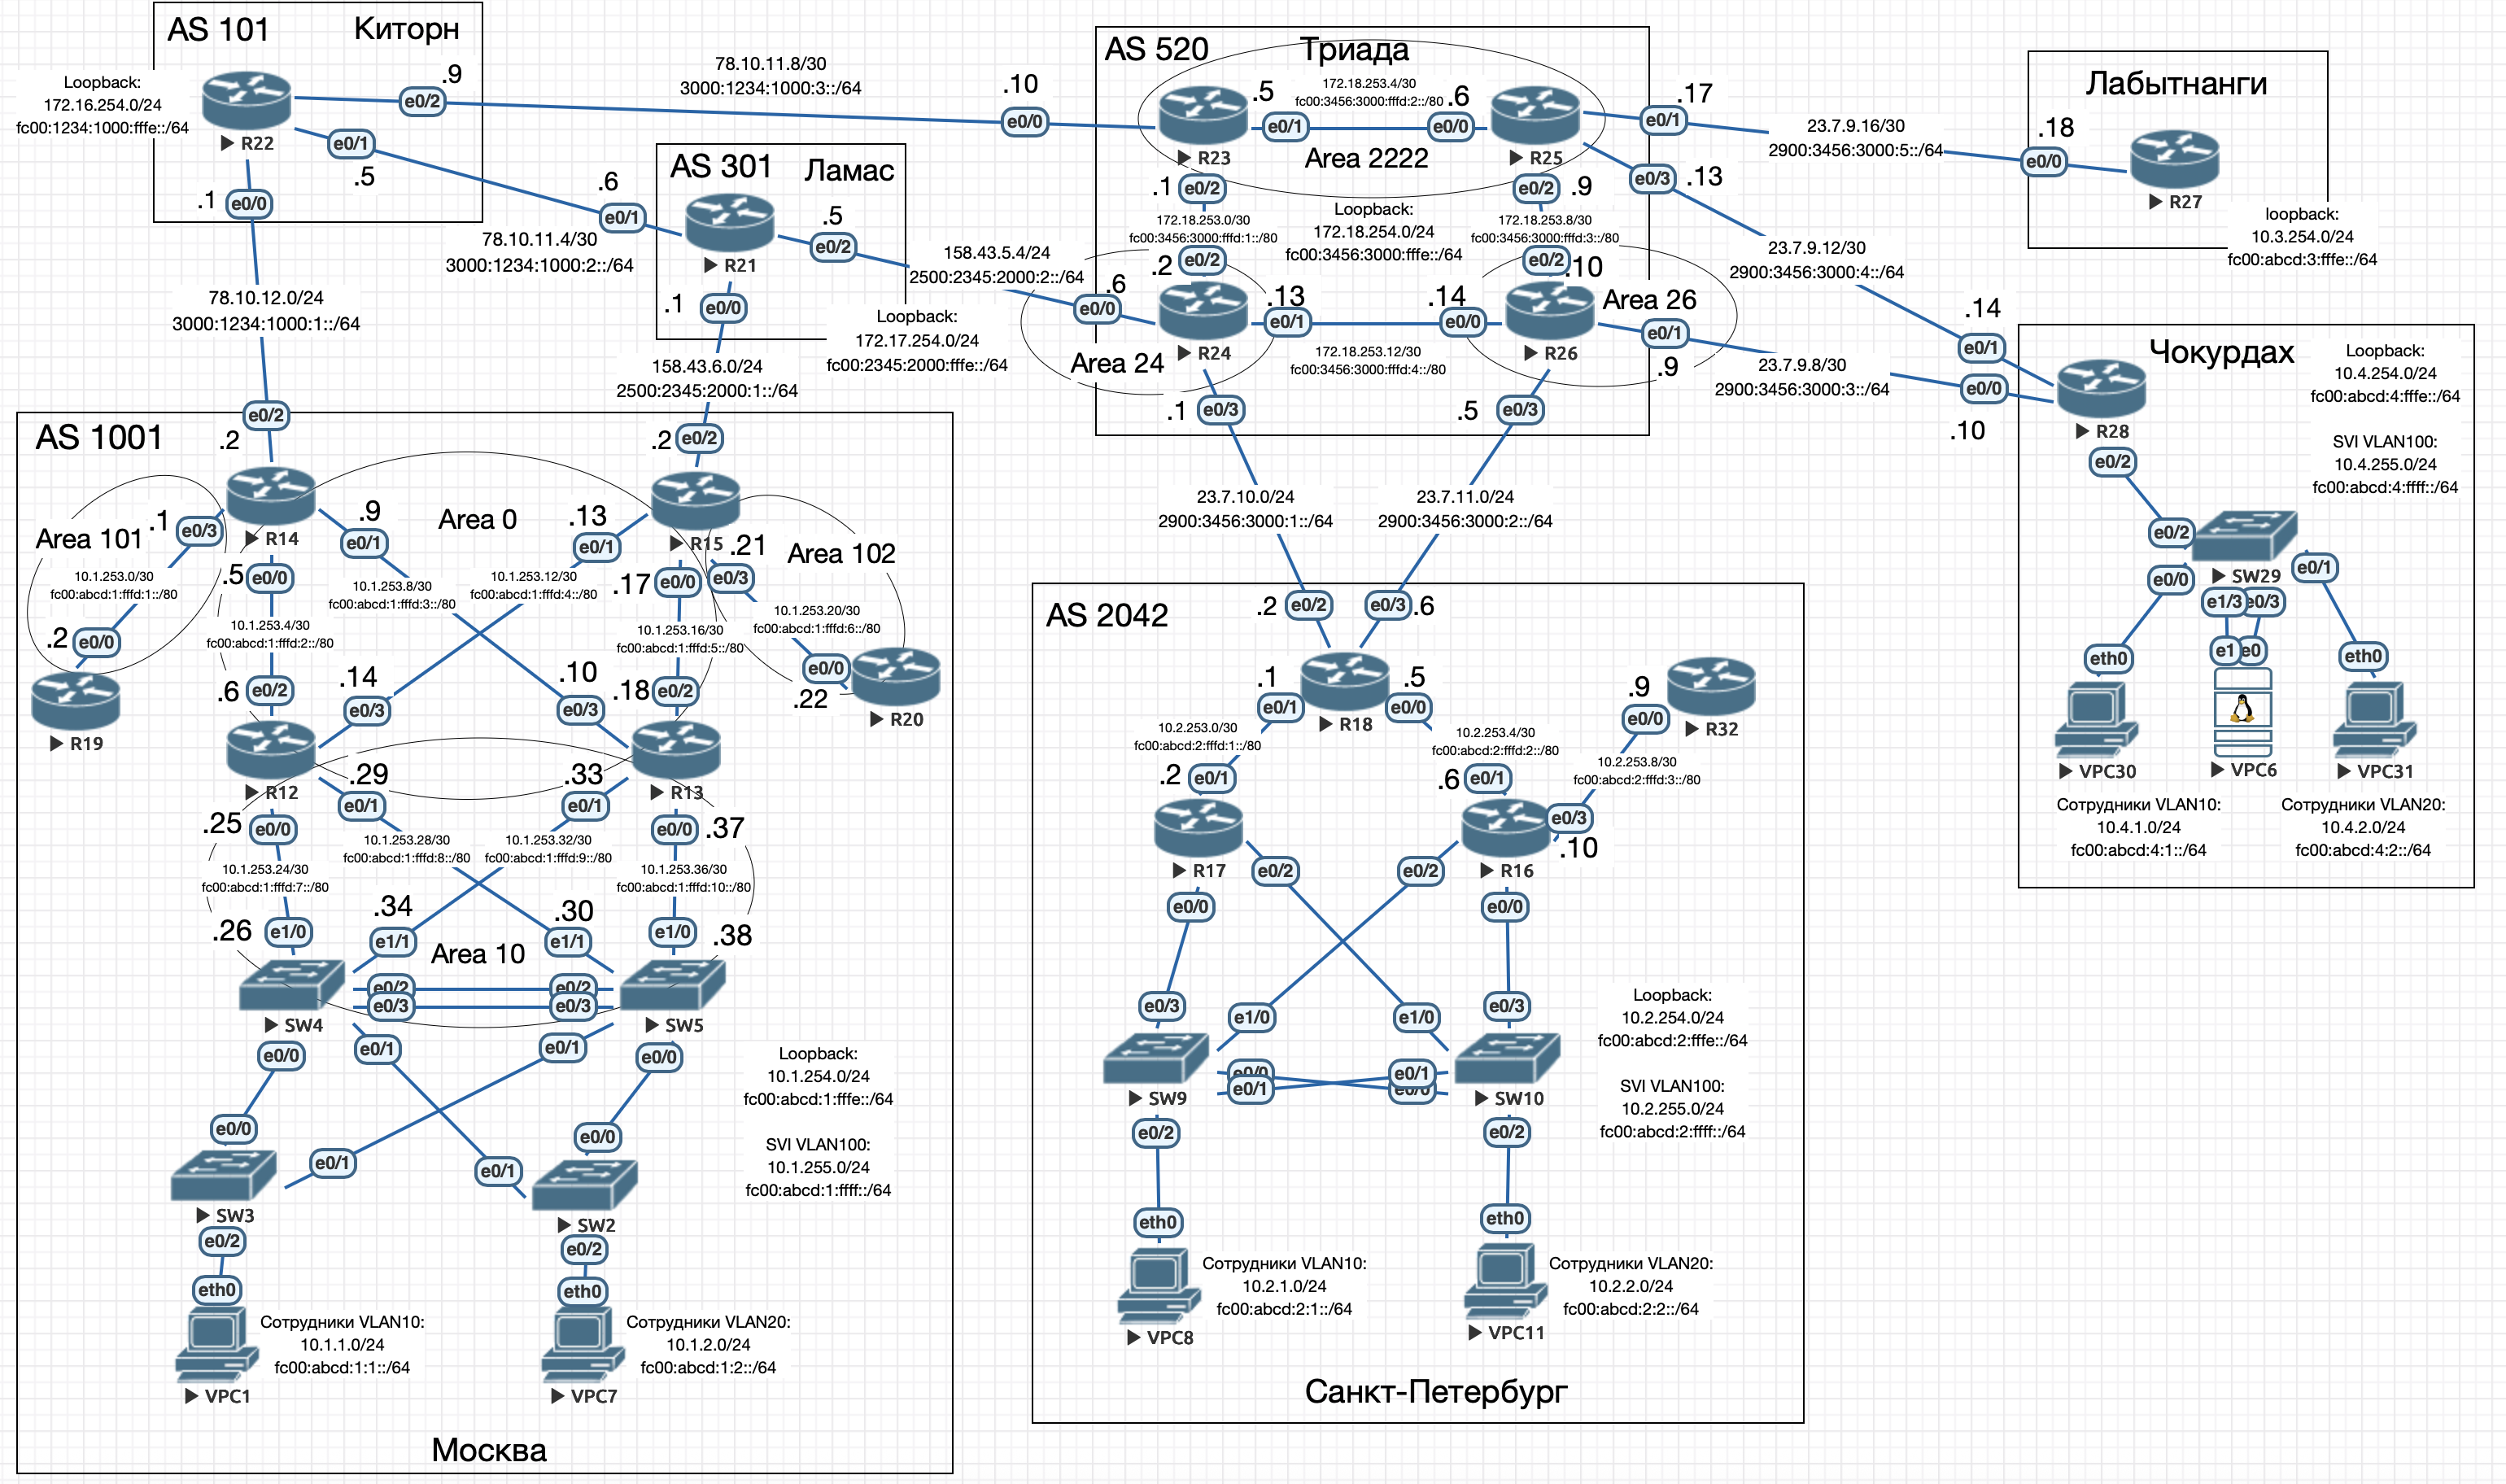 AS 101
Киторн
Loopback:
172.16.254.0/24
fc00:1234:1000:fffe::/64
R22
.9
e0/2
e0/1
.5
.1
e0/0
78.10.11.8/30
3000:1234:1000:3::/64
.10
e0/0
78.10.11.4/30
3000:1234:1000:2::/64
78.10.12.0/24
3000:1234:1000:1::/64
AS 301
Ламас
.6
e0/1
R21
.5
e0/2
.1
e0/0
158.43.5.4/24
2500:2345:2000:2::/64
Loopback:
172.17.254.0/24
fc00:2345:2000:fffe::/64
158.43.6.0/24
2500:2345:2000:1::/64
AS 520
Триада
R23
.5
e0/1
172.18.253.4/30
fc00:3456:3000:fffd:2::/80
.6
e0/0
R25
Area 2222
.17
e0/1
e0/3
.13
.1
e0/2
172.18.253.0/30
fc00:3456:3000:fffd:1::/80
.2
e0/2
Loopback:
172.18.254.0/24
fc00:3456:3000:fffe::/64
e0/2
.9
172.18.253.8/30
fc00:3456:3000:fffd:3::/80
e0/2
.10
.6
e0/0
R24
Area 24
.13
e0/1
172.18.253.12/30
fc00:3456:3000:fffd:4::/80
.14
e0/0
R26
Area 26
e0/1
.9
.1
e0/3
.5
e0/3
23.7.9.16/30
2900:3456:3000:5::/64
23.7.9.12/30
2900:3456:3000:4::/64
23.7.9.8/30
2900:3456:3000:3::/64
Лабытнанги
.18
e0/0
R27
loopback:
10.3.254.0/24
fc00:abcd:3:fffe::/64
Чокурдах
.14
e0/1
e0/0
.10
R28
e0/2
Loopback:
10.4.254.0/24
fc00:abcd:4:fffe::/64
SVI VLAN100:
10.4.255.0/24
fc00:abcd:4:ffff::/64
e0/2
SW29
e0/0
e0/1
e1/3
e0/3
e1
e0
eth0
eth0
VPC30
VPC6
VPC31
Сотрудники VLAN10:
10.4.1.0/24
fc00:abcd:4:1::/64
Сотрудники VLAN20:
10.4.2.0/24
fc00:abcd:4:2::/64
AS 1001
e0/2
.2
R14
.2
e0/2
R15
Area 0
Area 101
.1
e0/3
10.1.253.0/30
fc00:abcd:1:fffd:1::/80
.2
e0/0
R19
.5
e0/0
10.1.253.4/30
fc00:abcd:1:fffd:2::/80
.6
e0/2
.9
e0/1
10.1.253.8/30
fc00:abcd:1:fffd:3::/80
.10
e0/3
.13
e0/1
10.1.253.12/30
fc00:abcd:1:fffd:4::/80
.14
e0/3
.17
e0/0
10.1.253.16/30
fc00:abcd:1:fffd:5::/80
.18
e0/2
.21
e0/3
Area 102
10.1.253.20/30
fc00:abcd:1:fffd:6::/80
e0/0
.22
R20
R12
R13
.25
e0/0
10.1.253.24/30
fc00:abcd:1:fffd:7::/80
.26
e1/0
.29
e0/1
10.1.253.28/30
fc00:abcd:1:fffd:8::/80
.30
e1/1
.33
e0/1
10.1.253.32/30
fc00:abcd:1:fffd:9::/80
.34
e1/1
e0/0
.37
10.1.253.36/30
fc00:abcd:1:fffd:10::/80
e1/0
.38
Area 10
e0/2
e0/2
e0/3
e0/3
SW4
SW5
e0/0
e0/1
e0/1
e0/0
e0/0
e0/1
e0/1
e0/0
SW3
SW2
e0/2
e0/2
eth0
eth0
VPC1
VPC7
Loopback:
10.1.254.0/24
fc00:abcd:1:fffe::/64
SVI VLAN100:
10.1.255.0/24
fc00:abcd:1:ffff::/64
Сотрудники VLAN10:
10.1.1.0/24
fc00:abcd:1:1::/64
Сотрудники VLAN20:
10.1.2.0/24
fc00:abcd:1:2::/64
Москва
23.7.10.0/24
2900:3456:3000:1::/64
23.7.11.0/24
2900:3456:3000:2::/64
AS 2042
.2
e0/2
e0/3
.6
R18
.1
e0/1
.5
e0/0
10.2.253.0/30
fc00:abcd:2:fffd:1::/80
10.2.253.4/30
fc00:abcd:2:fffd:2::/80
.9
e0/0
R32
10.2.253.8/30
fc00:abcd:2:fffd:3::/80
.2
e0/1
.6
e0/1
e0/3
.10
R17
R16
e0/2
e0/2
e0/0
e0/0
e0/3
e1/0
e1/0
e0/3
SW9
SW10
e0/0
e0/1
e0/1
e0/0
e0/2
e0/2
eth0
eth0
VPC8
VPC11
Loopback:
10.2.254.0/24
fc00:abcd:2:fffe::/64
SVI VLAN100:
10.2.255.0/24
fc00:abcd:2:ffff::/64
Сотрудники VLAN10:
10.2.1.0/24
fc00:abcd:2:1::/64
Сотрудники VLAN20:
10.2.2.0/24
fc00:abcd:2:2::/64
Санкт-Петербург